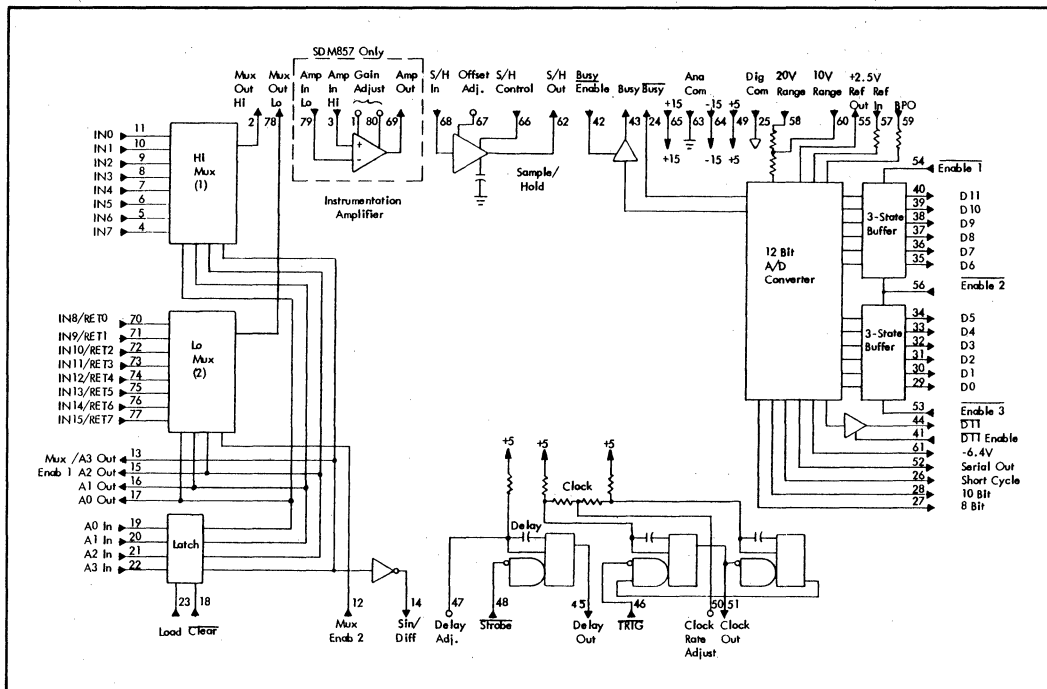 SDM857 Only
Mux Out Hi
Mux Out Lo
Amp In Lo
Amp In Hi
Gain Adjust
Amp Out
S/H In
Offset Adj.
S/H Control
S/H Out
Busy Enable
Busy
Busy
+15
Ana Com
-15
+5
Dig Com
20V Range
10V Range
+2.5V Ref Out
Ref In
BPO
2
78
79
3
1
80
69
68
67
66
62
42
43
24
65
63
64
49
25
58
60
55
57
59
+15
-15
+5
+
-
Instrumentation Amplifier
Sample/Hold
IN0 11
IN1 10
IN2 9
IN3 8
IN4 7
IN5 6
IN6 5
IN7 4
Hi Mux (1)
IN8/RET0 70
IN9/RET1 71
IN10/RET2 72
IN11/RET3 73
IN12/RET4 74
IN13/RET5 75
IN14/RET6 76
IN15/RET7 77
Lo Mux (2)
Mux /A3 Out 13
Enab 1 A2 Out 15
A1 Out 16
A0 Out 17
A0 In 19
A1 In 20
A2 In 21
A3 In 22
Latch
23
18
Load
Clear
12
Mux Enab 2
14
Sin/Diff
+5
+5
+5
Clock
Delay
47
Delay Adj.
48
Strobe
45
Delay Out
46
TRIG
50
Clock Rate Adjust
51
Clock Out
12 Bit A/D Converter
3-State Buffer
3-State Buffer
54 Enable 1
40 D11
39 D10
38 D9
37 D8
36 D7
35 D6
56 Enable 2
34 D5
33 D4
32 D3
31 D2
30 D1
29 D0
53 Enable 3
44 D11
41 D11 Enable
61 -6.4V
52 Serial Out
26 Short Cycle
28 10 Bit
27 8 Bit